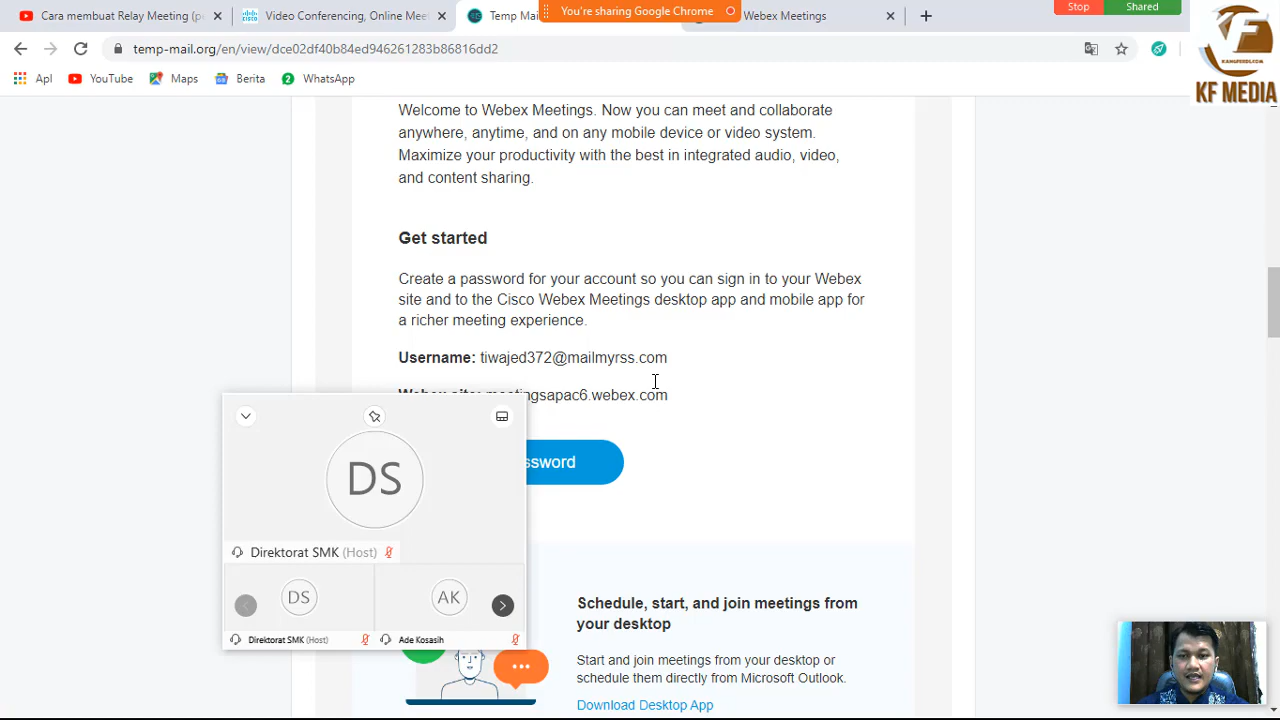 Cara membuat Relay Meeting (p
Video Conferencing, Online Mee
Temp Mai
You're sharing Google Chrome
Webex Meetings
Stop
Shared
temp-mail.org/en/view/dce02df40b84ed946261283b86816dd2
Apl
YouTube
Maps
Berita
WhatsApp
KF
KANGFERDS.COM
KF MEDIA
Welcome to Webex Meetings. Now you can meet and collaborate
anywhere, anytime, and on any mobile device or video system.
Maximize your productivity with the best in integrated audio, video,
and content sharing.
Get started
Create a password for your account so you can sign in to your Webex
site and to the Cisco Webex Meetings desktop app and mobile app for
a richer meeting experience.
Username: tiwajed372@mailmyrss.com
Webex site: meetingsapac6.webex.com
ssword
DS
Direktorat SMK (Host)
DS
AK
Direktorat SMK (Host)
Ade Kosasih
Schedule, start, and join meetings from
your desktop
Start and join meetings from your desktop or
schedule them directly from Microsoft Outlook.
Download Desktop App